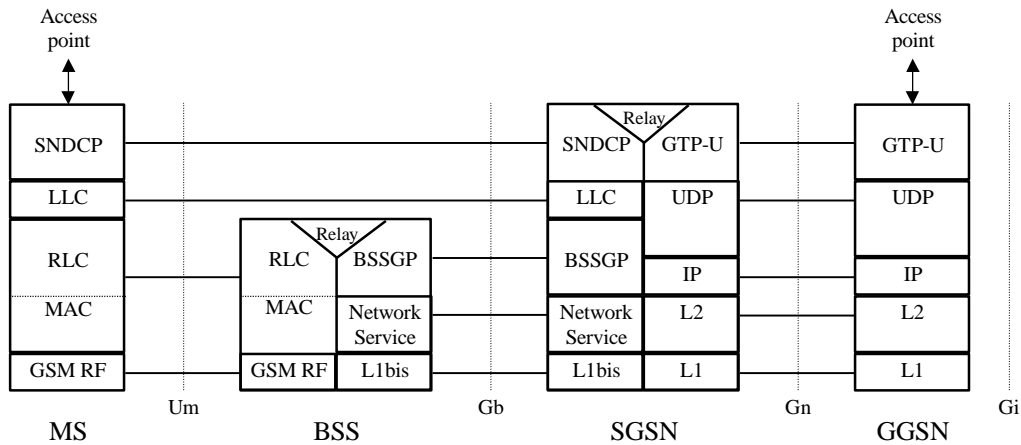 Access
point
Access
point
Relay
SNDCP
SNDCP
GTP-U
GTP-U
LLC
LLC
UDP
UDP
Relay
RLC
RLC
BSSGP
BSSGP
IP
IP
MAC
MAC
Network
Service
Network
Service
L2
L2
GSM RF
GSM RF
L1bis
L1bis
L1
L1
Um
Gb
Gn
Gi
MS
BSS
SGSN
GGSN